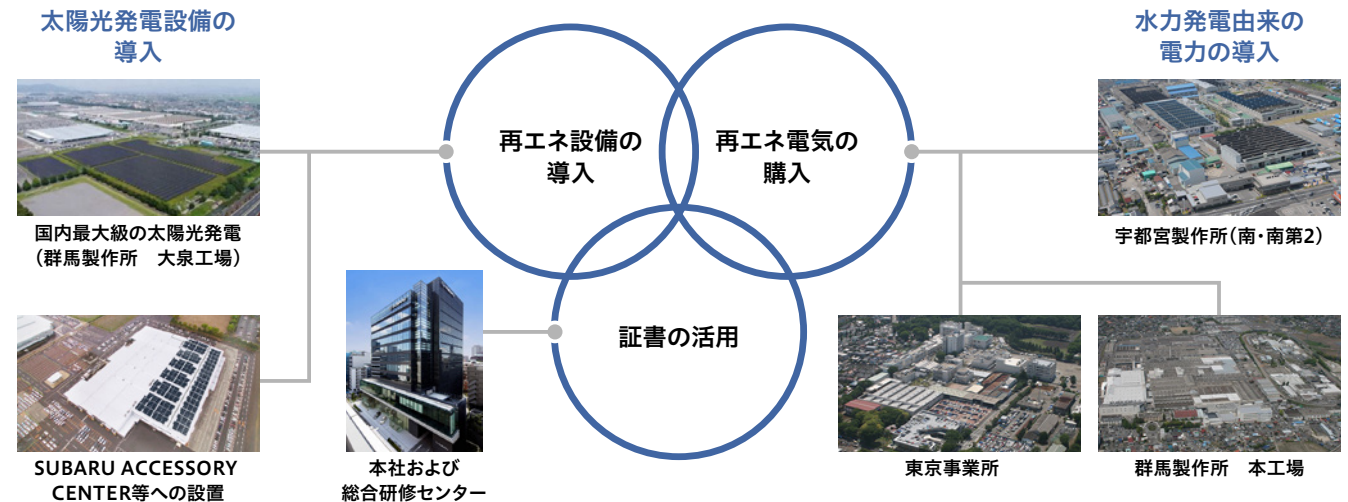 太陽光発電設備の
導入
国内最大級の太陽光発電
（群馬製作所　大泉工場）
SUBARU ACCESSORY
CENTER等への設置
再エネ設備の
導入
再エネ電気の
購入
証書の活用
本社および
総合研修センター
水力発電由来の
電力の導入
宇都宮製作所（南・南第2）
東京事業所
群馬製作所　本工場